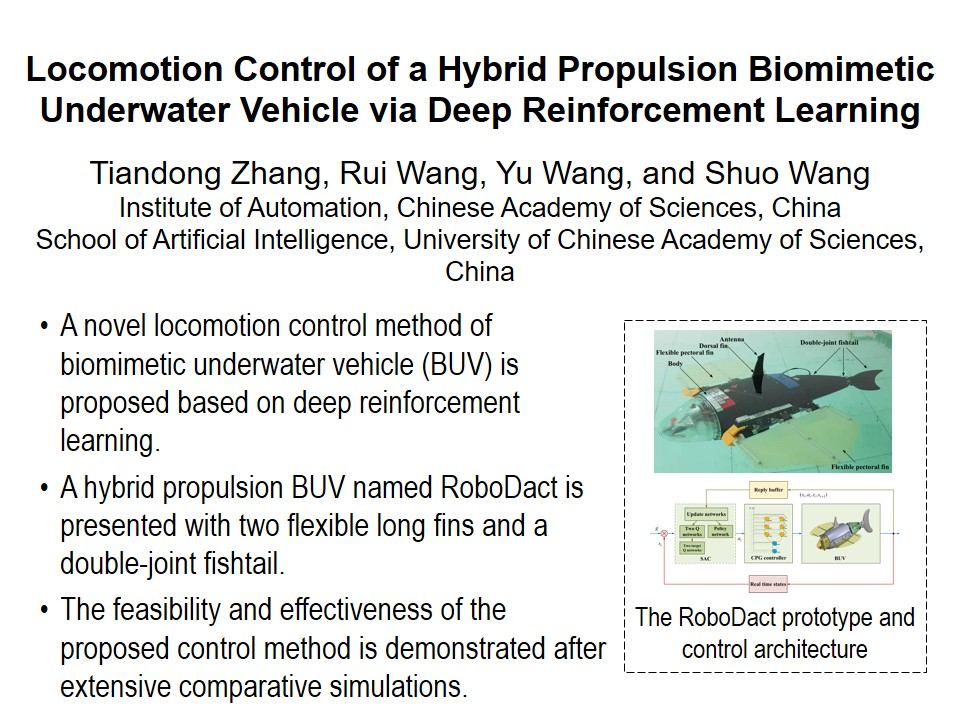 Locomotion Control of a Hybrid Propulsion Biomimetic
Underwater Vehicle via Deep Reinforcement Learning
Tiandong Zhang, Rui Wang, Yu Wang, and Shuo Wang
Institute of Automation, Chinese Academy of Sciences, China
School of Artificial Intelligence, University of Chinese Academy of Sciences,
China
• A novel locomotion control method of
biomimetic underwater vehicle (BUV) is
proposed based on deep reinforcement
learning.
• A hybrid propulsion BUV named RoboDact is
presented with two flexible long fins and a
double-joint fishtail.
• The feasibility and effectiveness of the
proposed control method is demonstrated after
extensive comparative simulations.
Antenna
Dorsal fin
Flexible pectoral fin
Body
Double-joint fishtail
Flexible pectoral fin
Reply buffer
Update networks
Two Q
networks
Policy
network
Two target
Q networks
SAC
CPG controller
BUV
Real time states
The RoboDact prototype and
control architecture